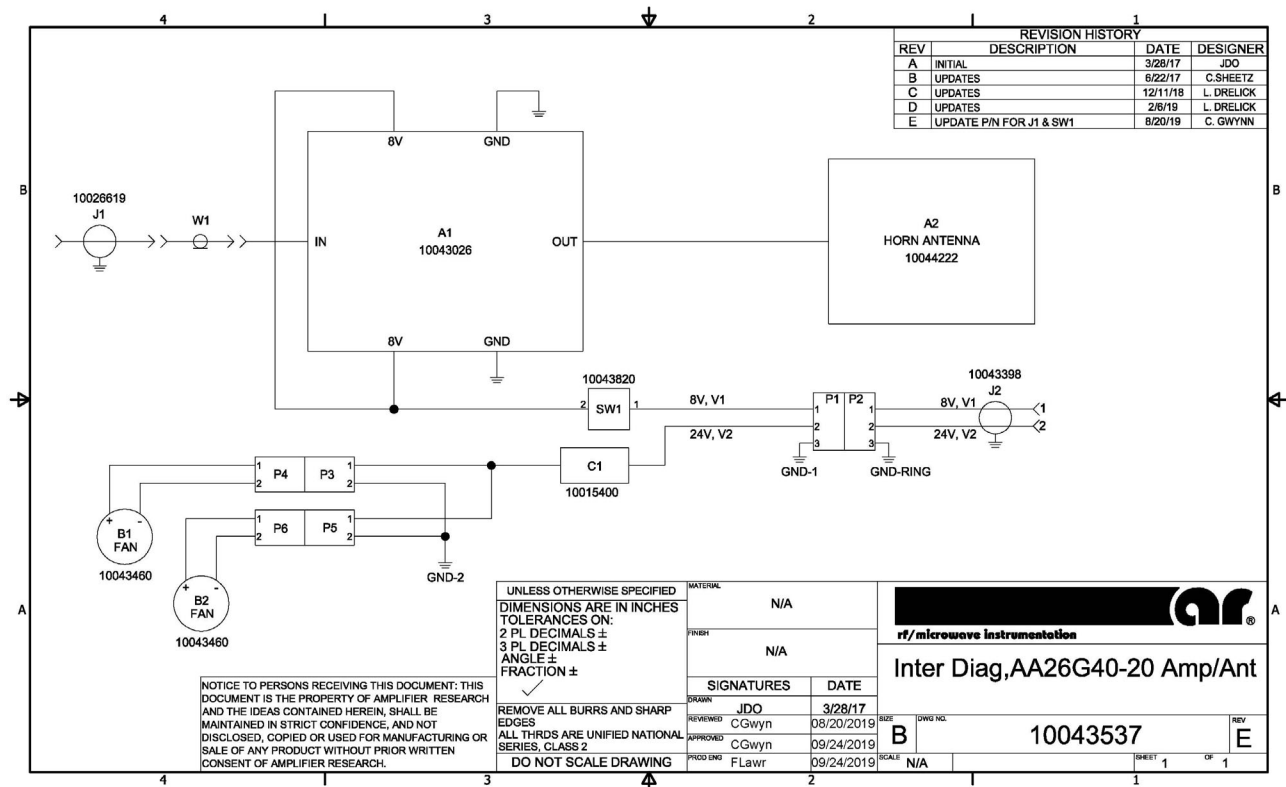 4
3
2
1
REVISION HISTORY
REV DESCRIPTION DATE DESIGNER
A INITIAL 3/28/17 JDO
B UPDATES 6/22/17 C.SHEETZ
C UPDATES 12/11/18 L. DRELICK
D UPDATES 2/6/19 L. DRELICK
E UPDATE P/N FOR J1 & SW1 8/20/19 C. GWYNN
8V GND
B
B
10026619
J1
W1
IN
A1
10043026
OUT
A2
HORN ANTENNA
10044222
8V GND
10043820
2 SW1 1
8V, V1
24V, V2
P1 P2
1 1
2 2
3 3
GND-1
GND-RING
8V, V1
24V, V2
10043398
J2
1
2
C1
10015400
1 P4 P3 1
2 2
1 P6 P5 1
2 2
+ -
B1
FAN
10043460
+ -
B2
FAN
10043460
GND-2
A
A
NOTICE TO PERSONS RECEIVING THIS DOCUMENT: THIS
DOCUMENT IS THE PROPERTY OF AMPLIFIER RESEARCH
AND THE IDEAS CONTAINED HEREIN, SHALL BE
MAINTAINED IN STRICT CONFIDENCE, AND NOT
DISCLOSED, COPIED OR USED FOR MANUFACTURING OR
SALE OF ANY PRODUCT WITHOUT PRIOR WRITTEN
CONSENT OF AMPLIFIER RESEARCH.
UNLESS OTHERWISE SPECIFIED
DIMENSIONS ARE IN INCHES
TOLERANCES ON:
2 PL DECIMALS ±
3 PL DECIMALS ±
ANGLE ±
FRACTION ±
REMOVE ALL BURRS AND SHARP
EDGES
ALL THRDS ARE UNIFIED NATIONAL
SERIES, CLASS 2
DO NOT SCALE DRAWING
MATERIAL
N/A
FINISH
N/A
SIGNATURES DATE
DRAWN JDO 3/28/17
REVIEWED CGwyn 08/20/2019
APPROVED CGwyn 09/24/2019
PROD ENG FLawr 09/24/2019
ar®
rf/microwave instrumentation
Inter Diag,AA26G40-20 Amp/Ant
SIZE B
DWG NO. 10043537
REV E
SCALE N/A
SHEET 1 OF 1
4
3
2
1